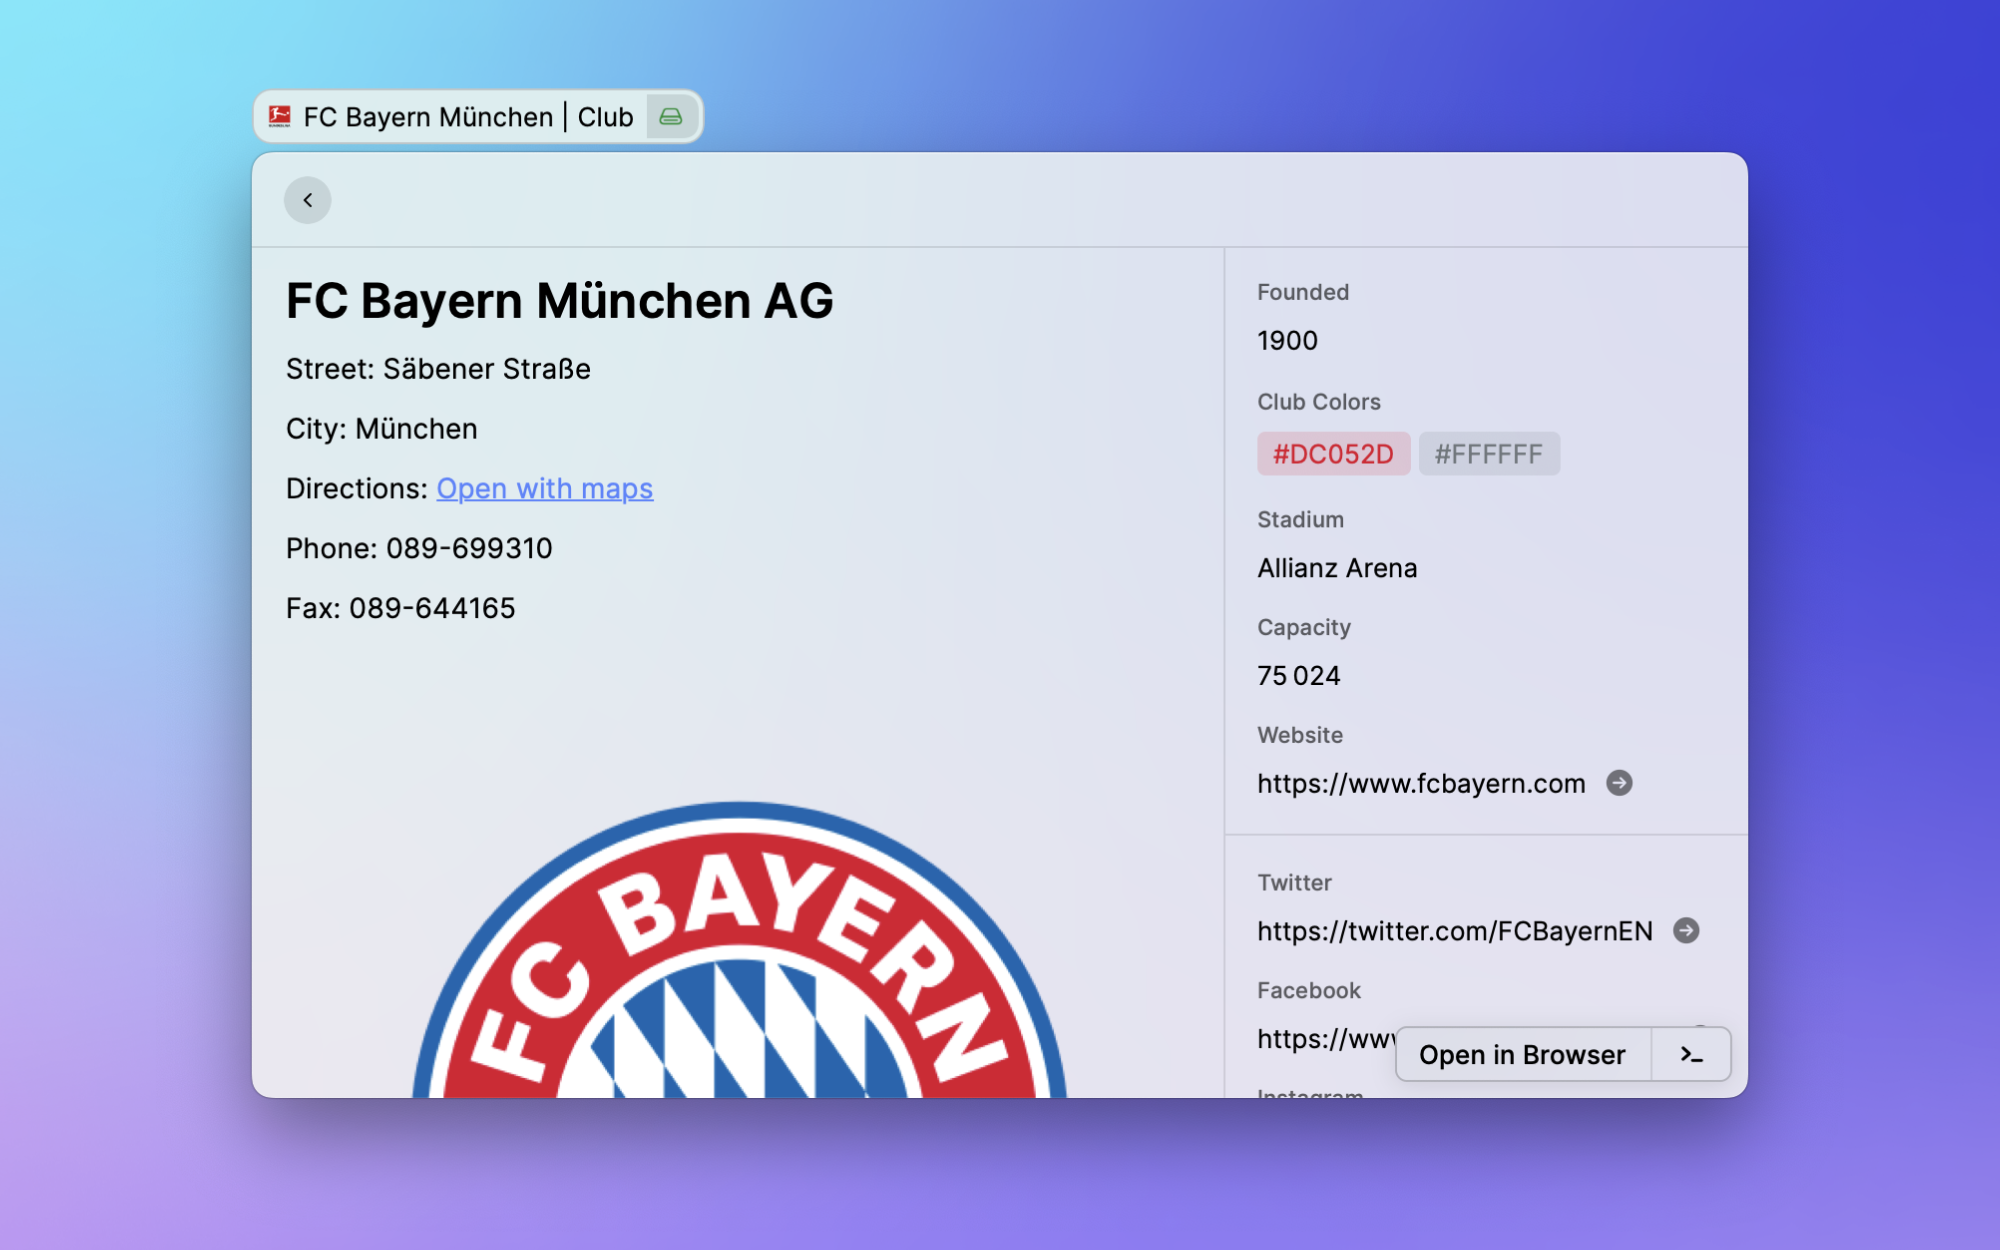 FC Bayern München | Club
FC Bayern München AG
Street: Säbener Straße
City: München
Directions: Open with maps
Phone: 089-699310
Fax: 089-644165
FC BAYERN
Founded
1900
Club Colors
#DC052D #FFFFFF
Stadium
Allianz Arena
Capacity
75 024
Website
https://www.fcbayern.com
Twitter
https://twitter.com/FCBayernEN
Facebook
https://ww
Open in Browser
Instagram